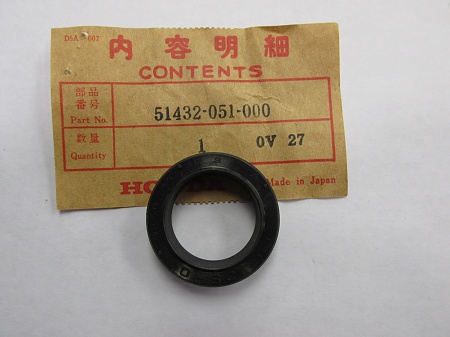 内容明細
CONTENTS
部品
番号
Part No.
51432-051-000
数量
Quantity
1
0V 27
Made in Japan